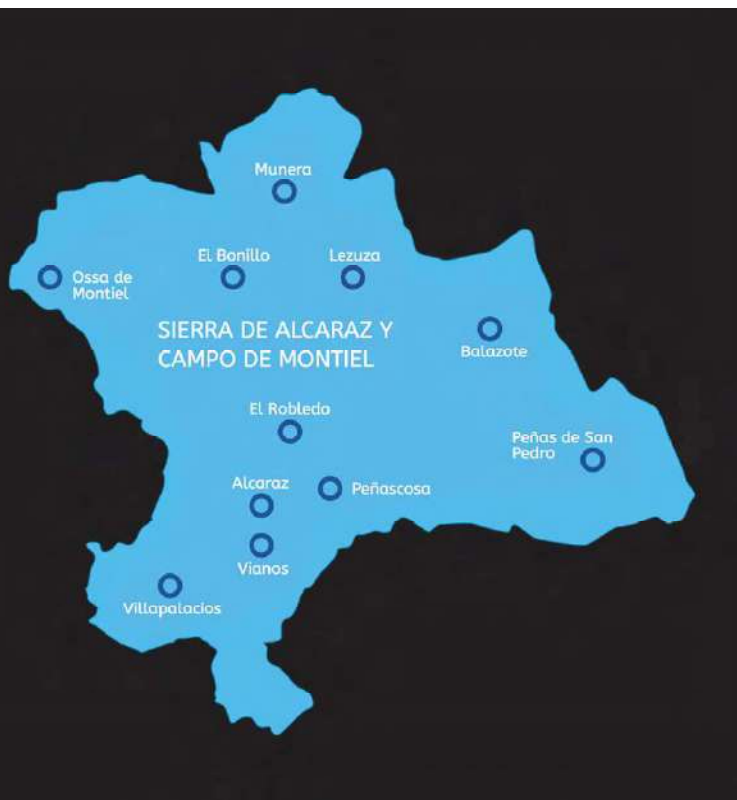 Munera
El Bonillo
Lezuza
Ossa de
Montiel
SIERRA DE ALCARAZ Y
CAMPO DE MONTIEL
Balazote
El Robledo
Peñas de San
Pedro
Alcaraz
Peñascosa
Vianos
Villapalacios